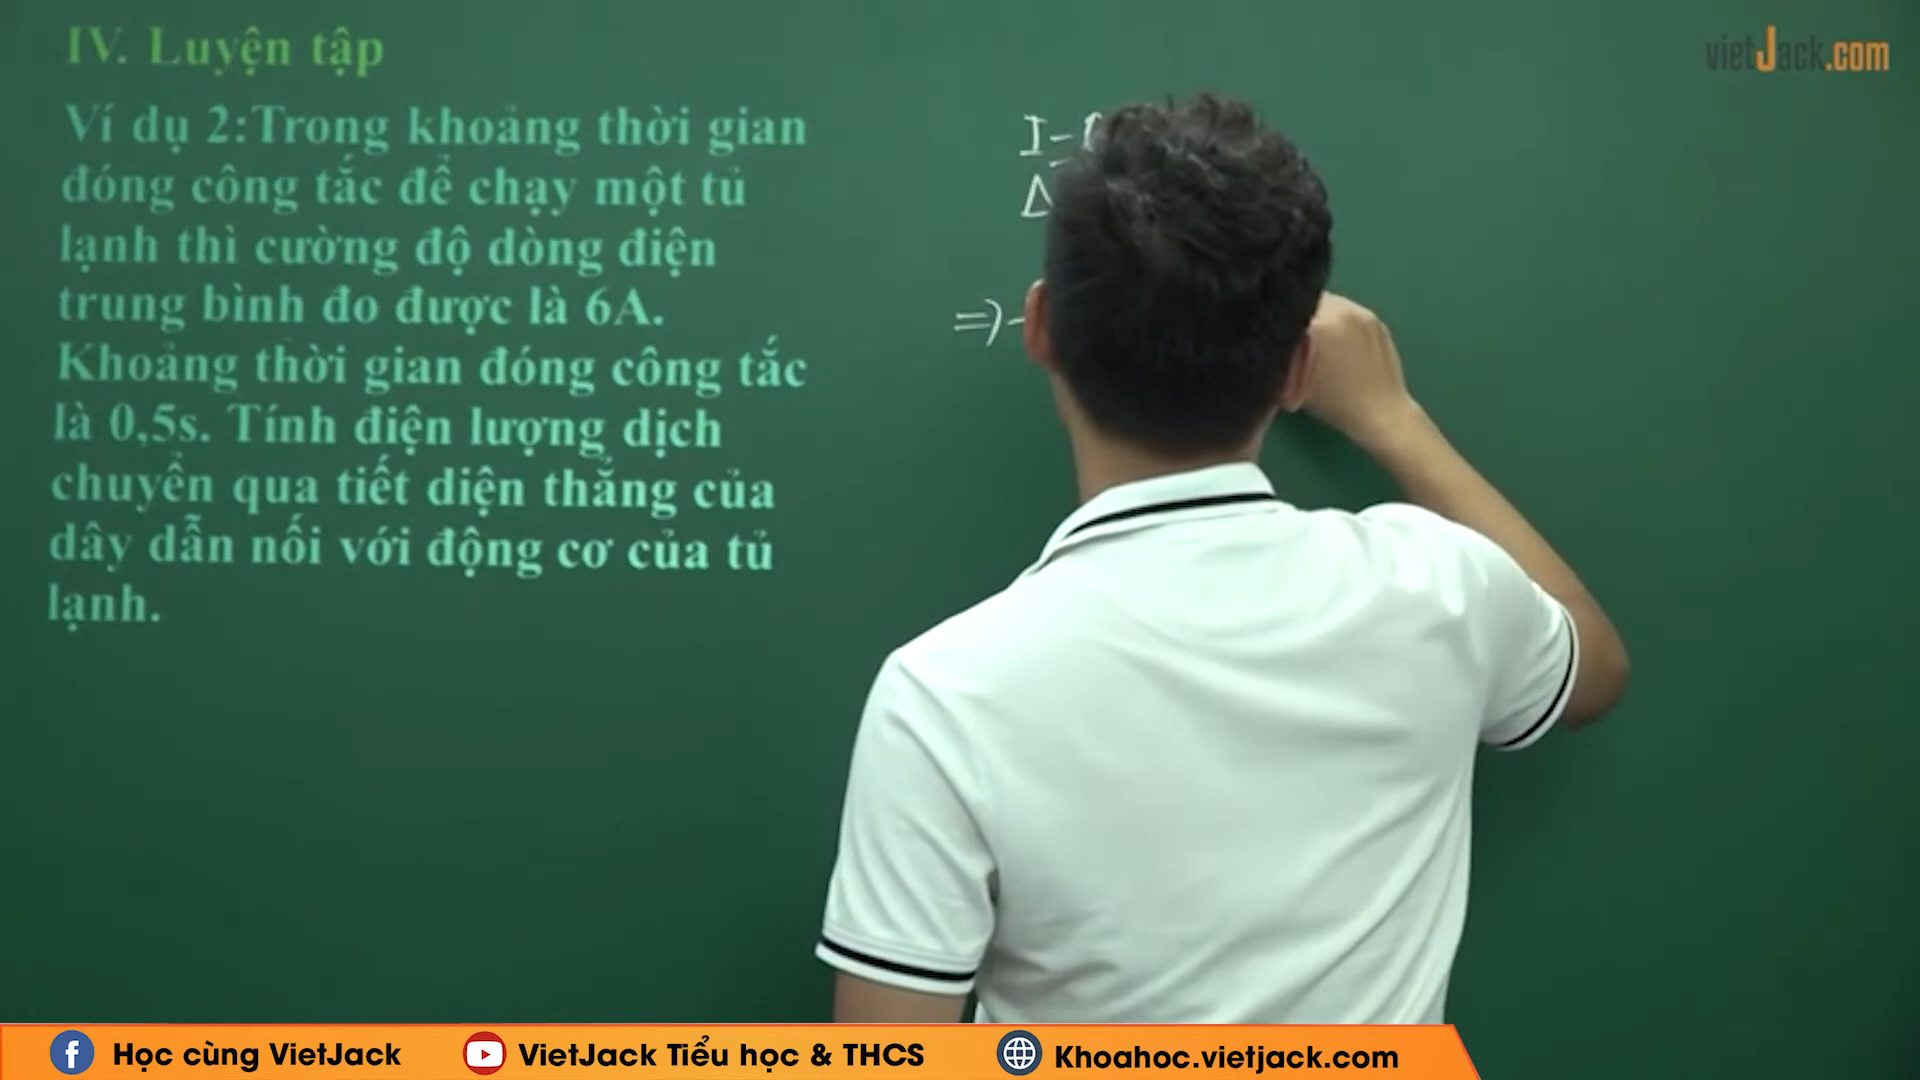 IV. Luyện tập
vietJack.com
Ví dụ 2:Trong khoảng thời gian
đóng công tắc để chạy một tủ
lạnh thì cường độ dòng điện
trung bình đo được là 6A.
Khoảng thời gian đóng công tắc
là 0,5s. Tính điện lượng dịch
chuyển qua tiết diện thẳng của
dây dẫn nối với động cơ của tủ
lạnh.
I=
Δ
=>
Học cùng VietJack
VietJack Tiểu học & THCS
Khoahoc.vietjack.com